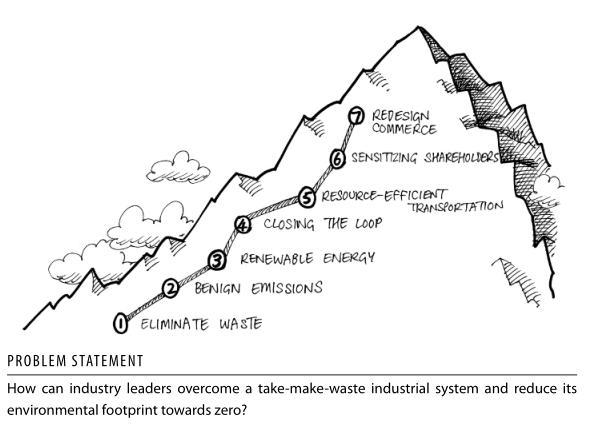 7 REDESIGN
COMMERCE
6 SENSITIZING SHAREHOLDERS
5 RESOURCE-EFFICIENT
TRANSPORTATION
4 CLOSING THE LOOP
3 RENEWABLE ENERGY
2 BENIGN EMISSIONS
1 ELIMINATE WASTE
PROBLEM STATEMENT
How can industry leaders overcome a take-make-waste industrial system and reduce its
environmental footprint towards zero?